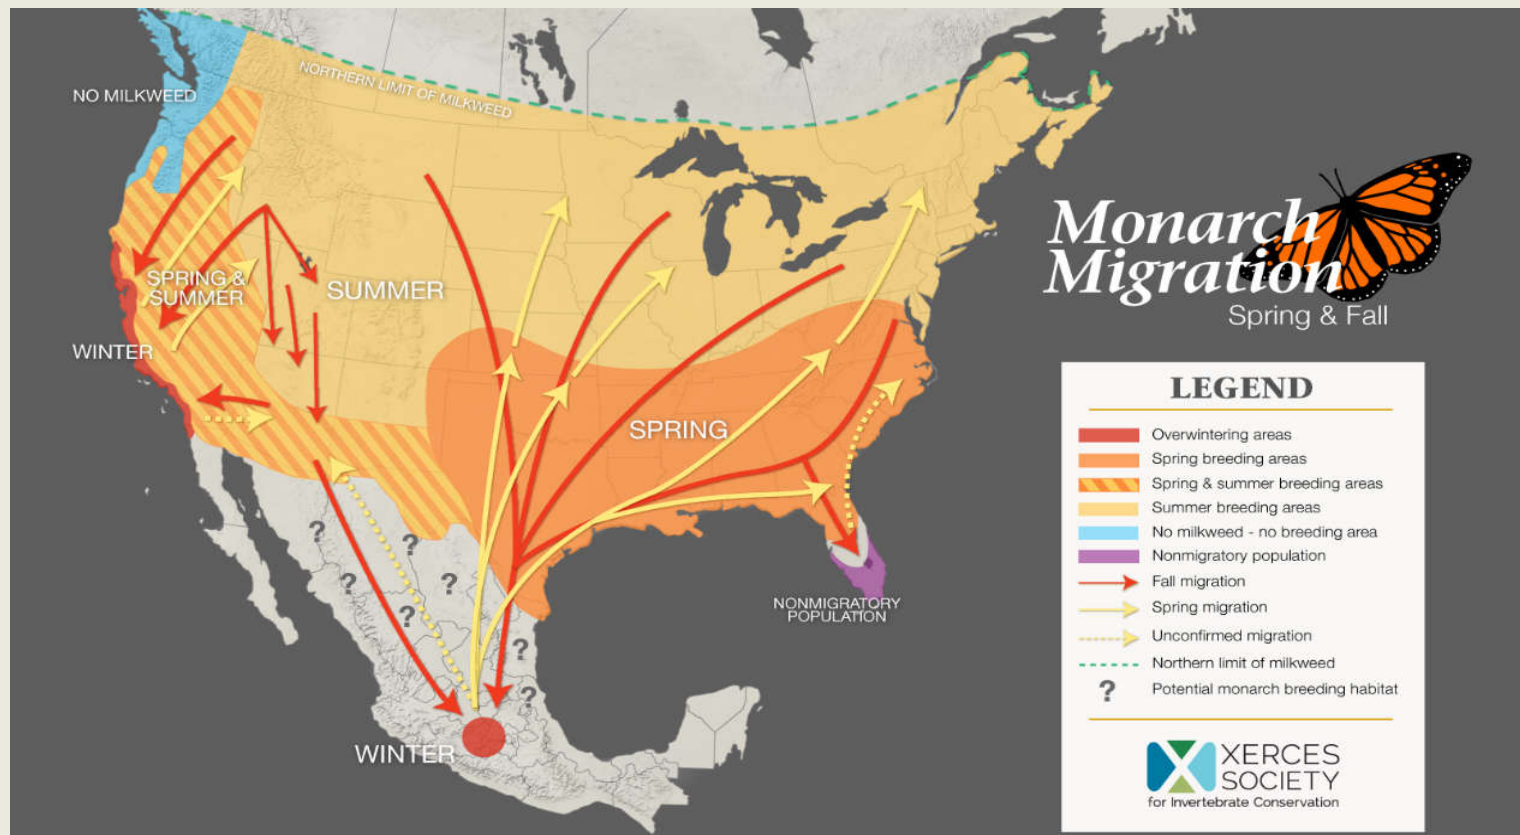 NO MILKWEED
NORTHERN LIMIT OF MILKWEED
Monarch
Migration
Spring & Fall
SPRING &
SUMMER
SUMMER
WINTER
SPRING
?
?
?
?
?
?
?
NONMIGRATORY
POPULATION
WINTER
LEGEND
Overwintering areas
Spring breeding areas
Spring & summer breeding areas
Summer breeding areas
No milkweed - no breeding area
Nonmigratory population
Fall migration
Spring migration
Unconfirmed migration
Northern limit of milkweed
? Potential monarch breeding habitat
XERCES
SOCIETY
for Invertebrate Conservation